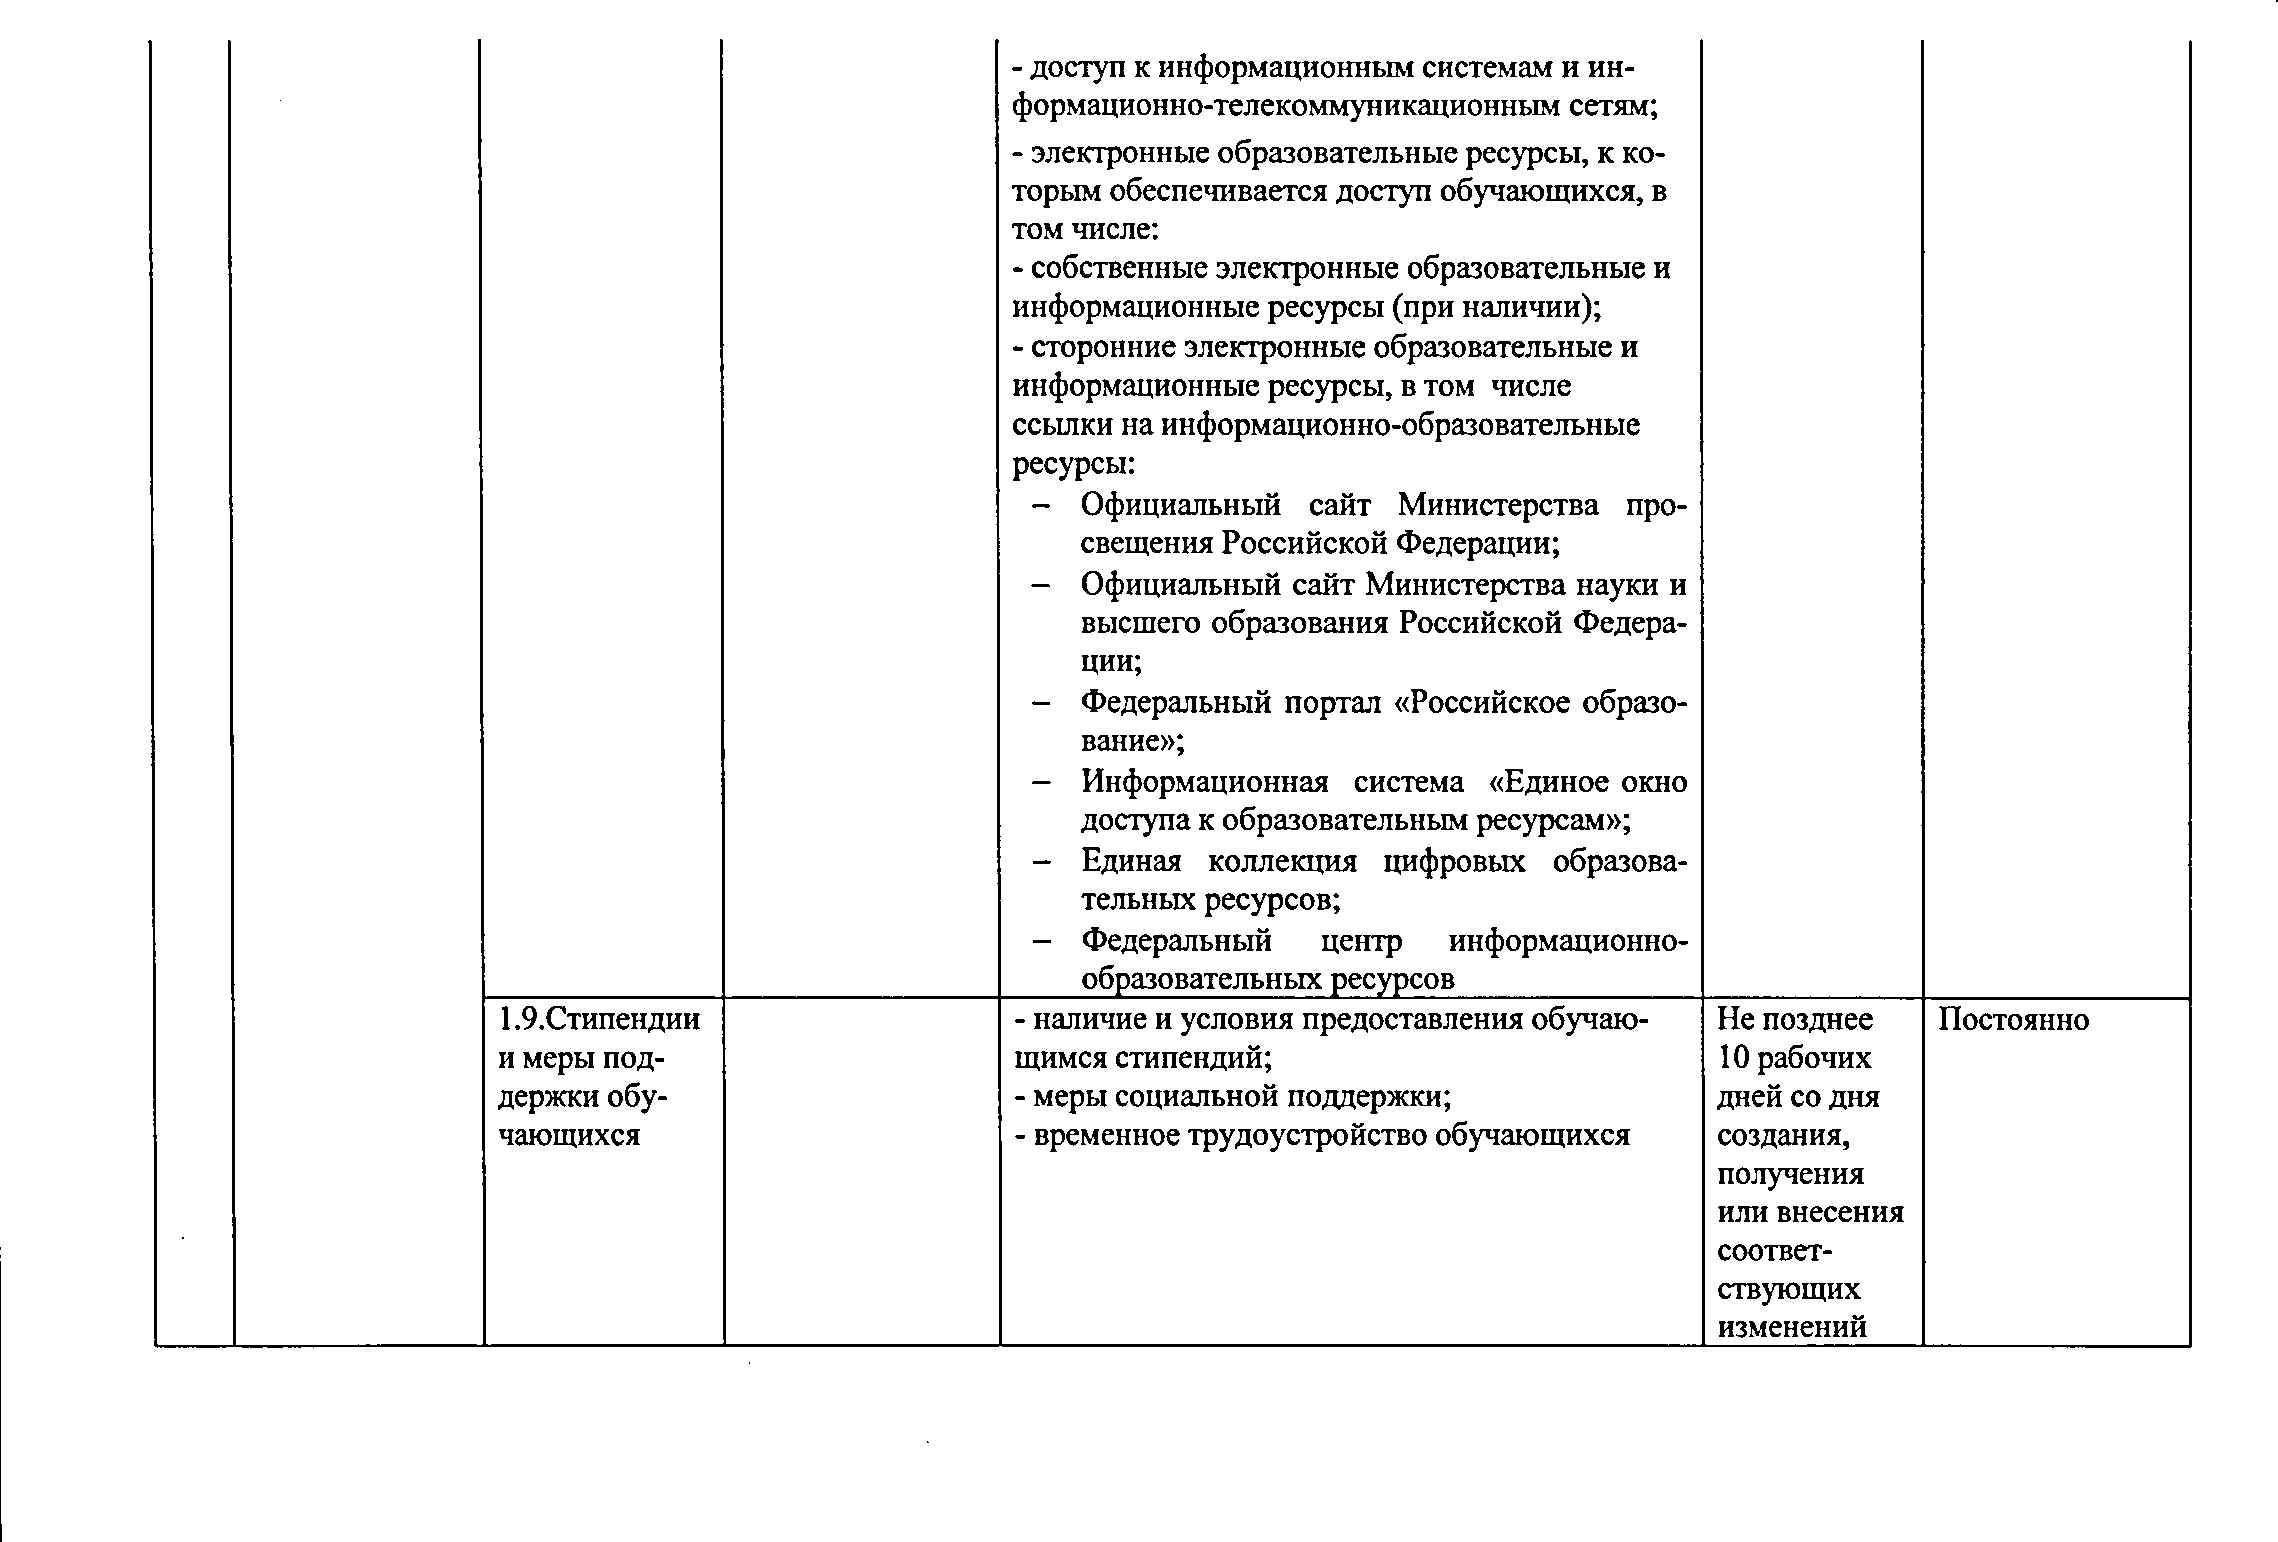 - доступ к информационным системам и ин-
формационно-телекоммуникационным сетям;
- электронные образовательные ресурсы, к ко-
торым обеспечивается доступ обучающихся, в
том числе:
- собственные электронные образовательные и
информационные ресурсы (при наличии);
- сторонние электронные образовательные и
информационные ресурсы, в том числе
ссылки на информационно-образовательные
ресурсы:
– Официальный сайт Министерства про-
свещения Российской Федерации;
– Официальный сайт Министерства науки и
высшего образования Российской Федера-
ции;
– Федеральный портал «Российское образо-
вание»;
– Информационная система «Единое окно
доступа к образовательным ресурсам»;
– Единая коллекция цифровых образова-
тельных ресурсов;
– Федеральный центр информационно-
образовательных ресурсов
1.9.Стипендии
и меры под-
держки обу-
чающихся
- наличие и условия предоставления обучаю-
щимся стипендий;
- меры социальной поддержки;
- временное трудоустройство обучающихся
Не позднее
10 рабочих
дней со дня
создания,
получения
или внесения
соответ-
ствующих
изменений
Постоянно